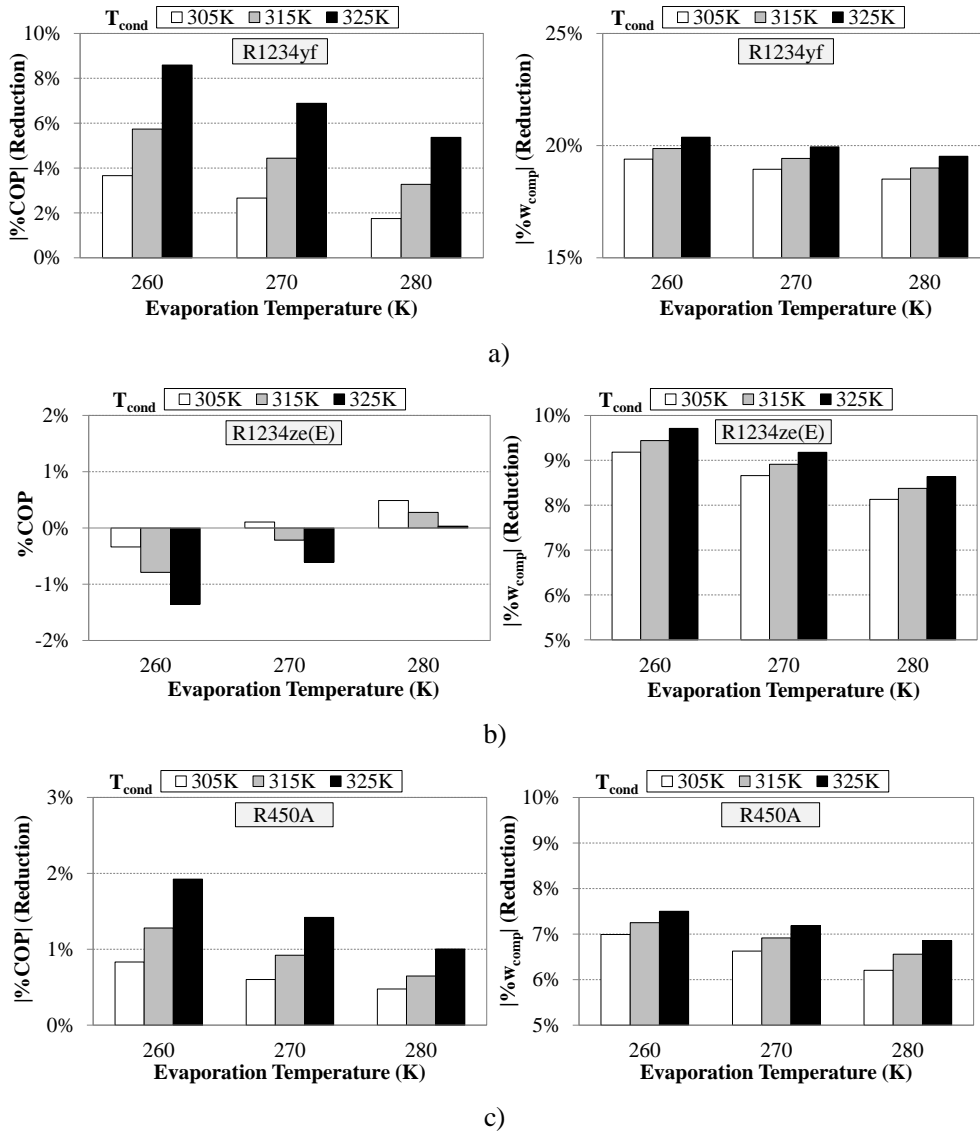 T_cond 305K 315K 325K
R1234yf
|%COP| (Reduction)
10%
8%
6%
4%
2%
0%
260 270 280
Evaporation Temperature (K)
T_cond 305K 315K 325K
R1234yf
|%w_comp| (Reduction)
25%
20%
15%
260 270 280
Evaporation Temperature (K)
a)
T_cond 305K 315K 325K
R1234ze(E)
%COP
2%
1%
0%
-1%
-2%
260 270 280
Evaporation Temperature (K)
T_cond 305K 315K 325K
R1234ze(E)
|%w_comp| (Reduction)
10%
9%
8%
7%
6%
5%
260 270 280
Evaporation Temperature (K)
b)
T_cond 305K 315K 325K
R450A
|%COP| (Reduction)
3%
2%
1%
0%
260 270 280
Evaporation Temperature (K)
T_cond 305K 315K 325K
R450A
|%w_comp| (Reduction)
10%
9%
8%
7%
6%
5%
260 270 280
Evaporation Temperature (K)
c)